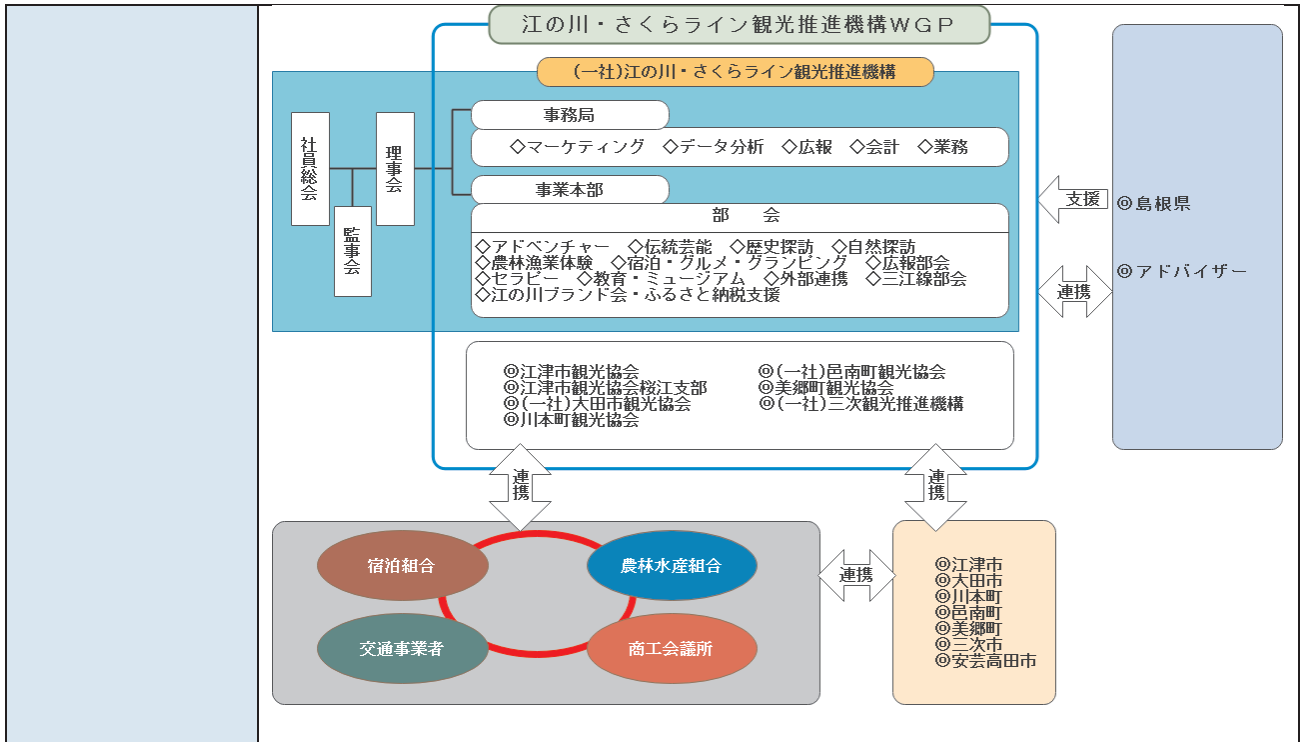 江の川・さくらライン観光推進機構ＷＧＰ
(一社)江の川・さくらライン観光推進機構
社員総会
理事会
監事会
事務局
◇マーケティング　◇データ分析　◇広報　◇会計　◇業務
事業本部
部　　会
◇アドベンチャー　◇伝統芸能　◇歴史探訪　◇自然探訪
◇農林漁業体験　◇宿泊・グルメ・グランピング　◇広報部会
◇セラピー　◇教育・ミュージアム　◇外部連携　◇三江線部会
◇江の川ブランド会・ふるさと納税支援
支援
◎島根県
連携
◎アドバイザー
◎江津市観光協会
◎江津市観光協会桜江支部
◎(一社)大田市観光協会
◎川本町観光協会
◎(一社)邑南町観光協会
◎美郷町観光協会
◎(一社)三次観光推進機構
連携
連携
宿泊組合
農林水産組合
交通事業者
商工会議所
連携
◎江津市
◎大田市
◎川本町
◎邑南町
◎美郷町
◎三次市
◎安芸高田市